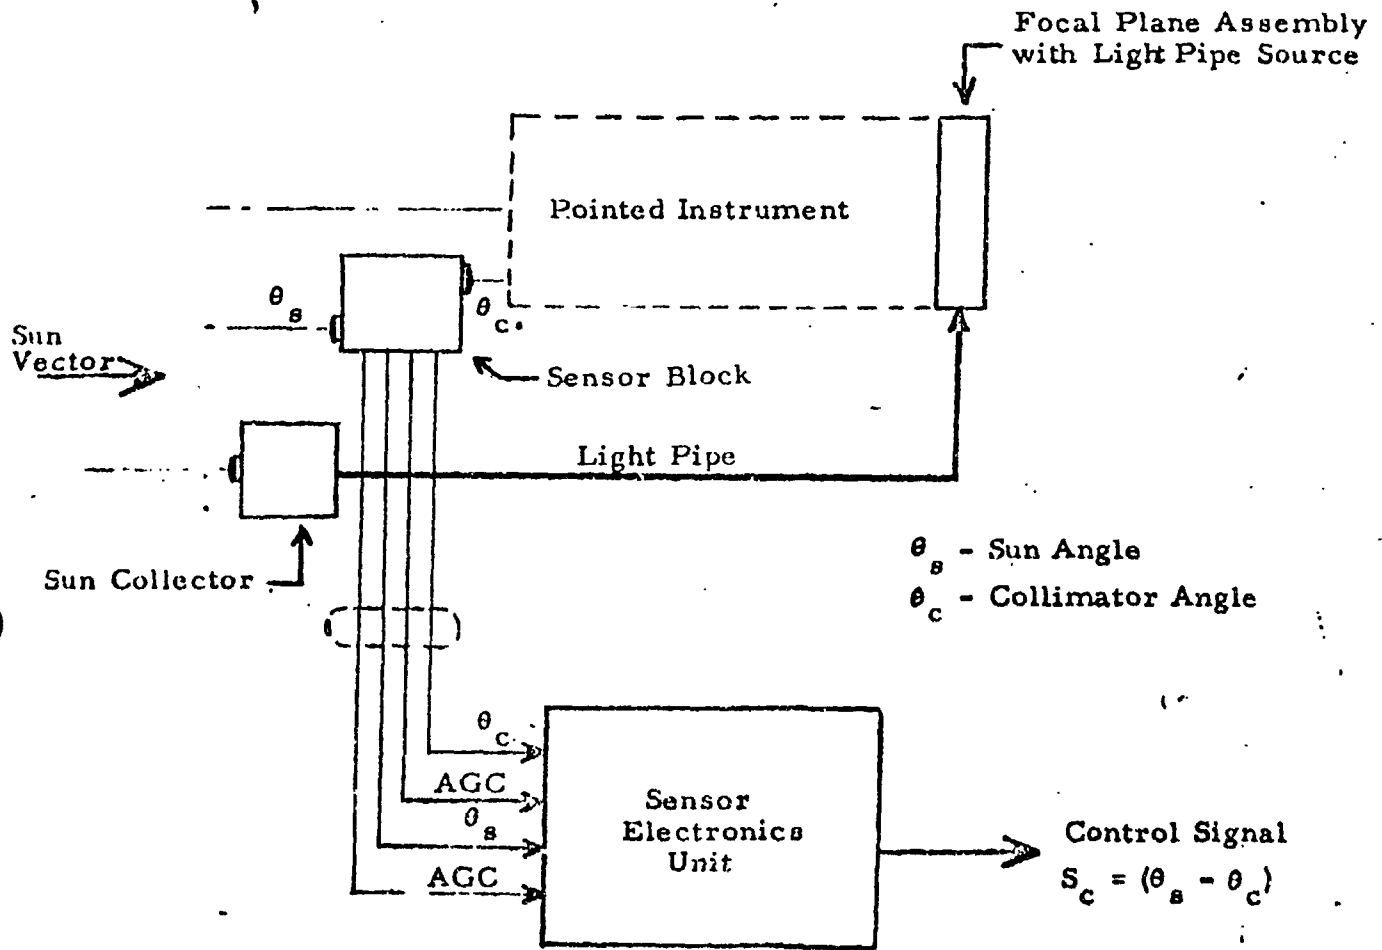 Focal Plane Assembly
with Light Pipe Source
Pointed Instrument
θs
θc
Sun
Vector
Sensor Block
Light Pipe
Sun Collector
θs - Sun Angle
θc - Collimator Angle
θc
AGC
θs
AGC
Sensor
Electronics
Unit
Control Signal
Sc = (θs - θc)